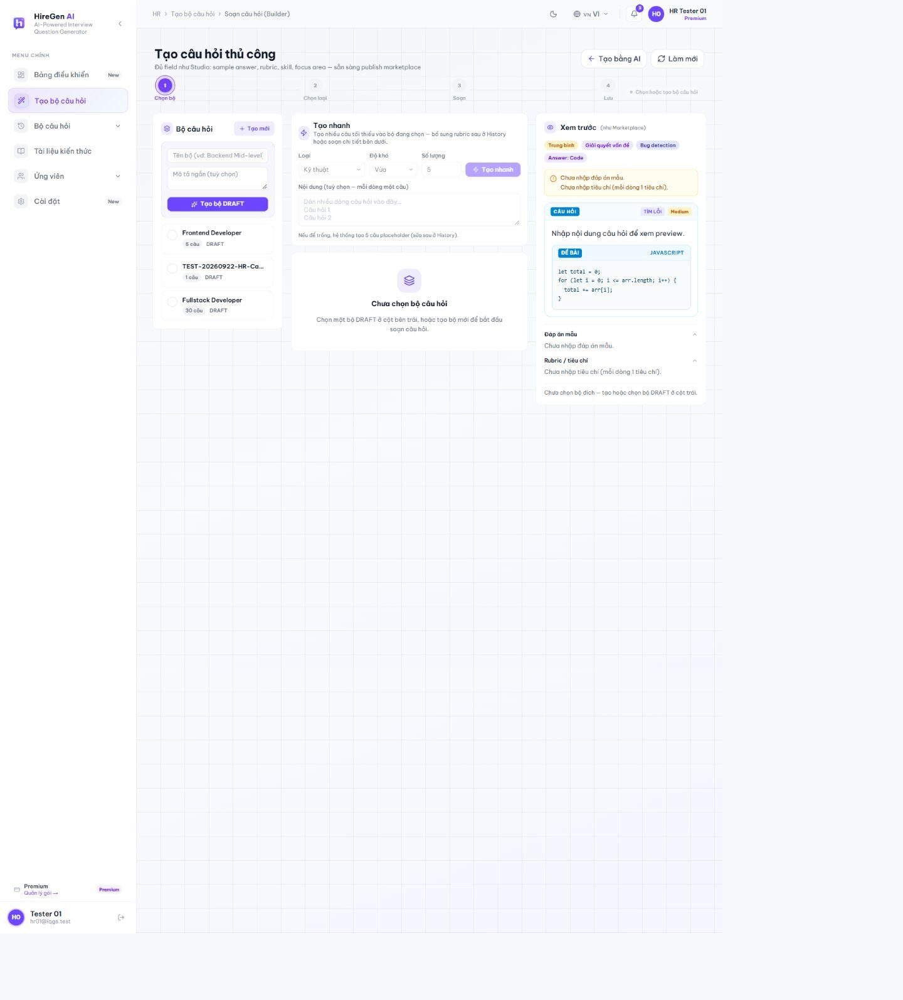 HireGen AI
AI-Powered Interview
Question Generator
MENU CHÍNH
Bảng điều khiển New
Tạo bộ câu hỏi
Bộ câu hỏi
Tài liệu kiến thức
Ứng viên
Cài đặt New
Premium
Quản lý gói → Premium
H0 Tester 01
hr01@iqgs.test
HR > Tạo bộ câu hỏi > Soạn câu hỏi (Builder)
VN VI
3
H0 HR Tester 01
Premium
Tạo câu hỏi thủ công
Đủ field như Studio: sample answer, rubric, skill, focus area — sẵn sàng publish marketplace
← Tạo bằng AI
Làm mới
1 Chọn bộ
2 Chọn loại
3 Soạn
4 Lưu
Chọn hoặc tạo bộ câu hỏi
Bộ câu hỏi
+ Tạo mới
Tên bộ (vd: Backend Mid-level)
Mô tả ngắn (tuỳ chọn)
Tạo bộ DRAFT
Frontend Developer
5 câu DRAFT
TEST-20260922-HR-Ca...
1 câu DRAFT
Fullstack Developer
30 câu DRAFT
Tạo nhanh
Tạo nhiều câu tối thiểu vào bộ đang chọn — bổ sung rubric sau ở History
hoặc soạn chi tiết bên dưới.
Loại Độ khó Số lượng
Kỹ thuật Vừa 5 Tạo nhanh
Nội dung (tuỳ chọn — mỗi dòng một câu)
Dán nhiều dòng câu hỏi vào đây...
Câu hỏi 1
Câu hỏi 2
Nếu để trống, hệ thống tạo 5 câu placeholder (sửa sau ở History).
Chưa chọn bộ câu hỏi
Chọn một bộ DRAFT ở cột bên trái, hoặc tạo bộ mới để bắt đầu
soạn câu hỏi.
Xem trước (như Marketplace)
Trung bình Giải quyết vấn đề Bug detection
Answer: Code
Chưa nhập đáp án mẫu.
Chưa nhập tiêu chí (mỗi dòng 1 tiêu chí).
CÂU HỎI TÌM LỖI Medium
Nhập nội dung câu hỏi để xem preview.
ĐỀ BÀI JAVASCRIPT
let total = 0;
for (let i = 0; i <= arr.length; i++) {
  total += arr[i];
}
Đáp án mẫu
Chưa nhập đáp án mẫu.
Rubric / tiêu chí
Chưa nhập tiêu chí (mỗi dòng 1 tiêu chí).
Chưa chọn bộ đích — tạo hoặc chọn bộ DRAFT ở cột trái.